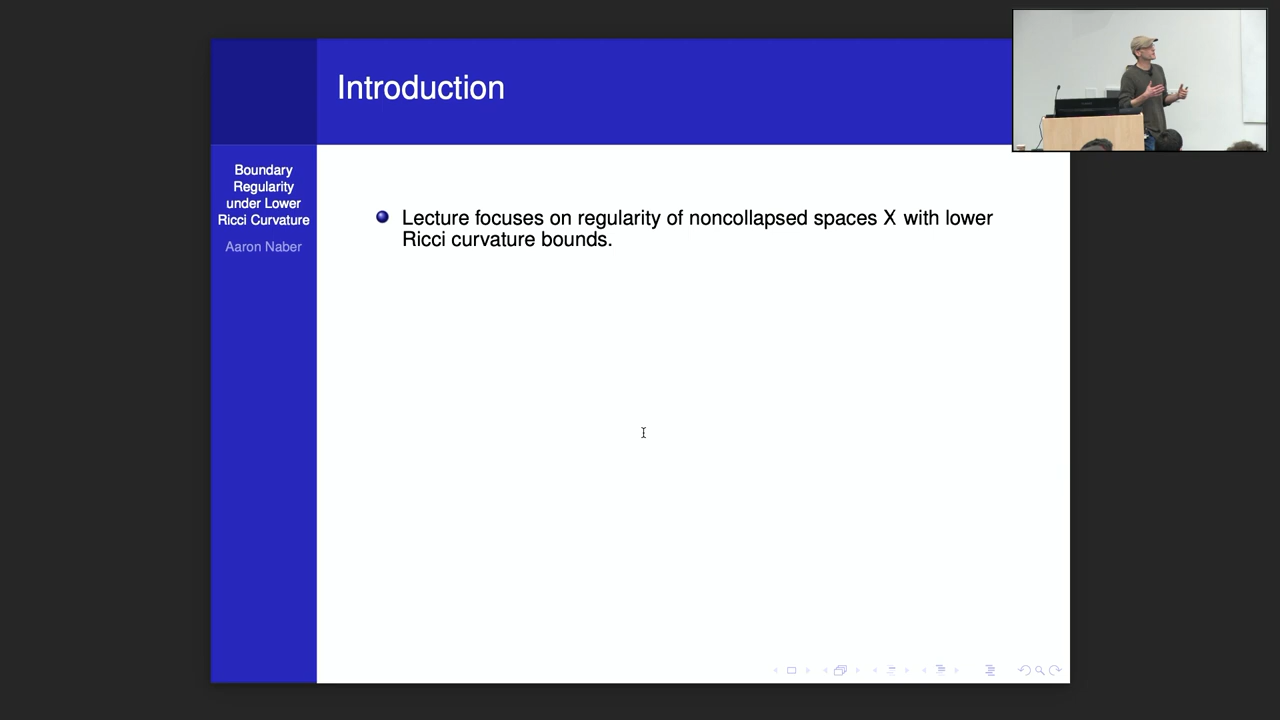 Introduction
Boundary
Regularity
under Lower
Ricci Curvature
Aaron Naber
Lecture focuses on regularity of noncollapsed spaces X with lower
Ricci curvature bounds.